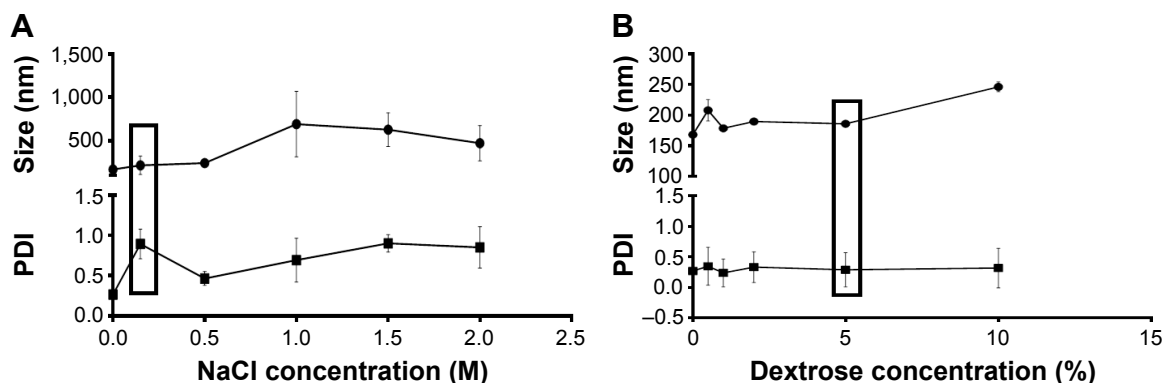 A
Size (nm)
1,500
1,000
500
PDI
1.5
1.0
0.5
0.0
0.0 0.5 1.0 1.5 2.0 2.5
NaCl concentration (M)
B
Size (nm)
300
250
200
150
100
PDI
1.5
1.0
0.5
0.0
–0.5
0 5 10 15
Dextrose concentration (%)